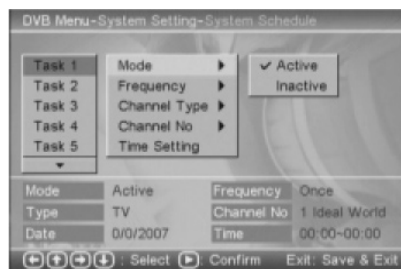 DVB Menu-System Setting-System Schedule
Task 1
Task 2
Task 3
Task 4
Task 5
Mode
Frequency
Channel Type
Channel No
Time Setting
Active
Inactive
Mode Active Frequency Once
Type TV Channel No 1 Ideal World
Date 0/0/2007 Time 00:00~00:00
: Select : Confirm Exit: Save & Exit